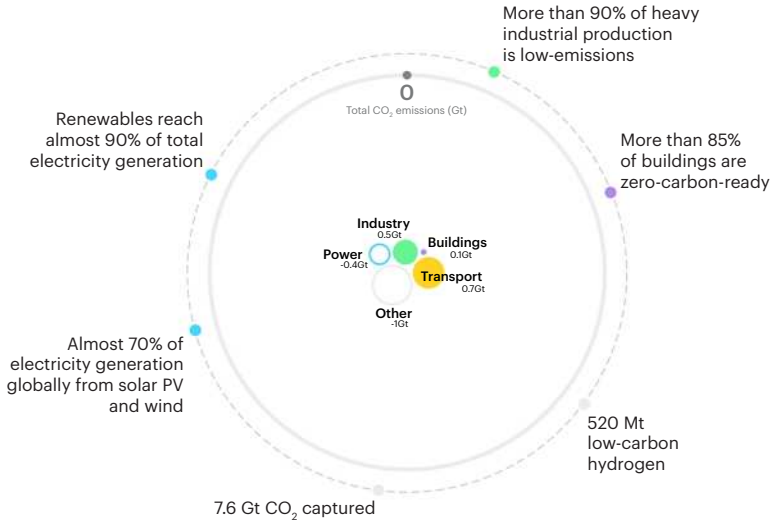 More than 90% of heavy
industrial production
is low-emissions
0
Total CO₂ emissions (Gt)
Renewables reach
almost 90% of total
electricity generation
More than 85%
of buildings are
zero-carbon-ready
Industry
0.5Gt
Buildings
0.1Gt
Power
-0.4Gt
Transport
0.7Gt
Other
-1Gt
Almost 70% of
electricity generation
globally from solar PV
and wind
520 Mt
low-carbon
hydrogen
7.6 Gt CO₂ captured